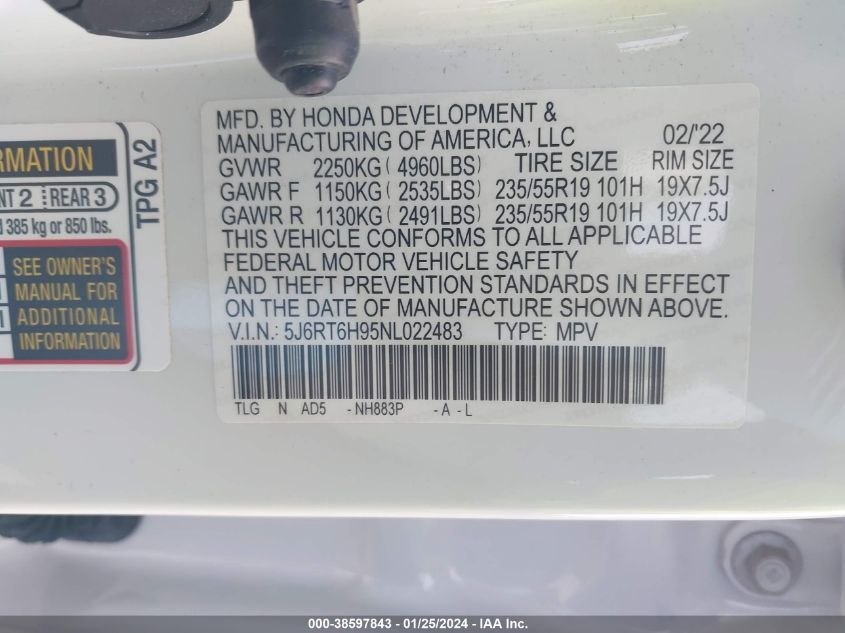 MFD. BY HONDA DEVELOPMENT &
MANUFACTURING OF AMERICA, LLC 02/'22
GVWR 2250KG( 4960LBS) TIRE SIZE RIM SIZE
GAWR F 1150KG( 2535LBS) 235/55R19 101H 19X7.5J
GAWR R 1130KG( 2491LBS) 235/55R19 101H 19X7.5J
THIS VEHICLE CONFORMS TO ALL APPLICABLE
FEDERAL MOTOR VEHICLE SAFETY
AND THEFT PREVENTION STANDARDS IN EFFECT
ON THE DATE OF MANUFACTURE SHOWN ABOVE.
V.I.N.: 5J6RT6H95NL022483 TYPE: MPV
TLG N AD5 -NH883P -A -L
2 REAR 3
385 kg or 850 lbs.
SEE OWNER'S
MANUAL FOR
ADDITIONAL
INFORMATION
TPG A2
000-38597843 - 01/25/2024 - IAA Inc.